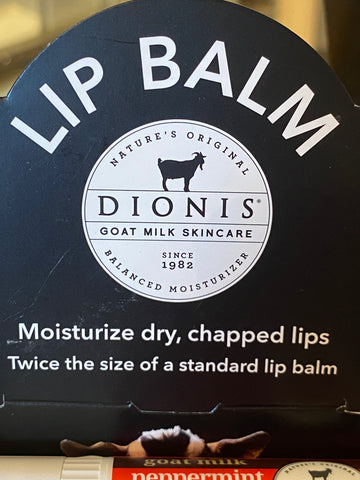 LIP BALM
NATURE'S ORIGINAL
DIONIS®
GOAT MILK SKINCARE
SINCE
1982
BALANCED MOISTURIZER
Moisturize dry, chapped lips
Twice the size of a standard lip balm
goat milk
peppermint